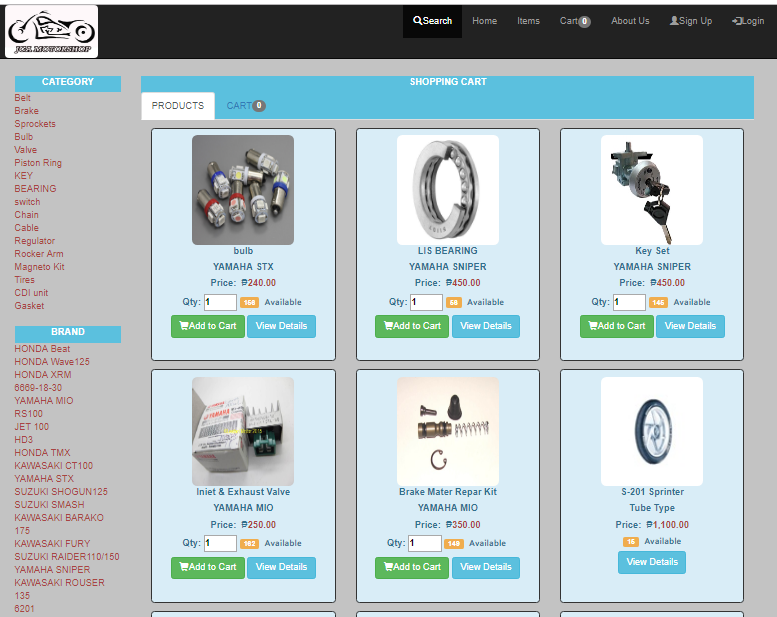 JCA MOTORSHOP
Search Home Items Cart 0 About Us Sign Up Login
CATEGORY
Belt
Brake
Sprockets
Bulb
Valve
Piston Ring
KEY
BEARING
switch
Chain
Cable
Regulator
Rocker Arm
Magneto Kit
Tires
CDI unit
Gasket
BRAND
HONDA Beat
HONDA Wave125
HONDA XRM
6669-18-30
YAMAHA MIO
RS100
JET 100
HD3
HONDA TMX
KAWASAKI CT100
YAMAHA STX
SUZUKI SHOGUN125
SUZUKI SMASH
KAWASAKI BARAKO
175
KAWASAKI FURY
SUZUKI RAIDER110/150
YAMAHA SNIPER
KAWASAKI ROUSER
135
6201
SHOPPING CART
PRODUCTS CART 0
bulb
YAMAHA STX
Price: ₱240.00
Qty: 1 156 Available
Add to Cart View Details
LIS BEARING
YAMAHA SNIPER
Price: ₱450.00
Qty: 1 58 Available
Add to Cart View Details
Key Set
YAMAHA SNIPER
Price: ₱450.00
Qty: 1 145 Available
Add to Cart View Details
YAMAHA
Iniet & Exhaust Valve
YAMAHA MIO
Price: ₱250.00
Qty: 1 162 Available
Add to Cart View Details
Brake Mater Repar Kit
YAMAHA MIO
Price: ₱350.00
Qty: 1 149 Available
Add to Cart View Details
S-201 Sprinter
Tube Type
Price: ₱1,100.00
15 Available
View Details